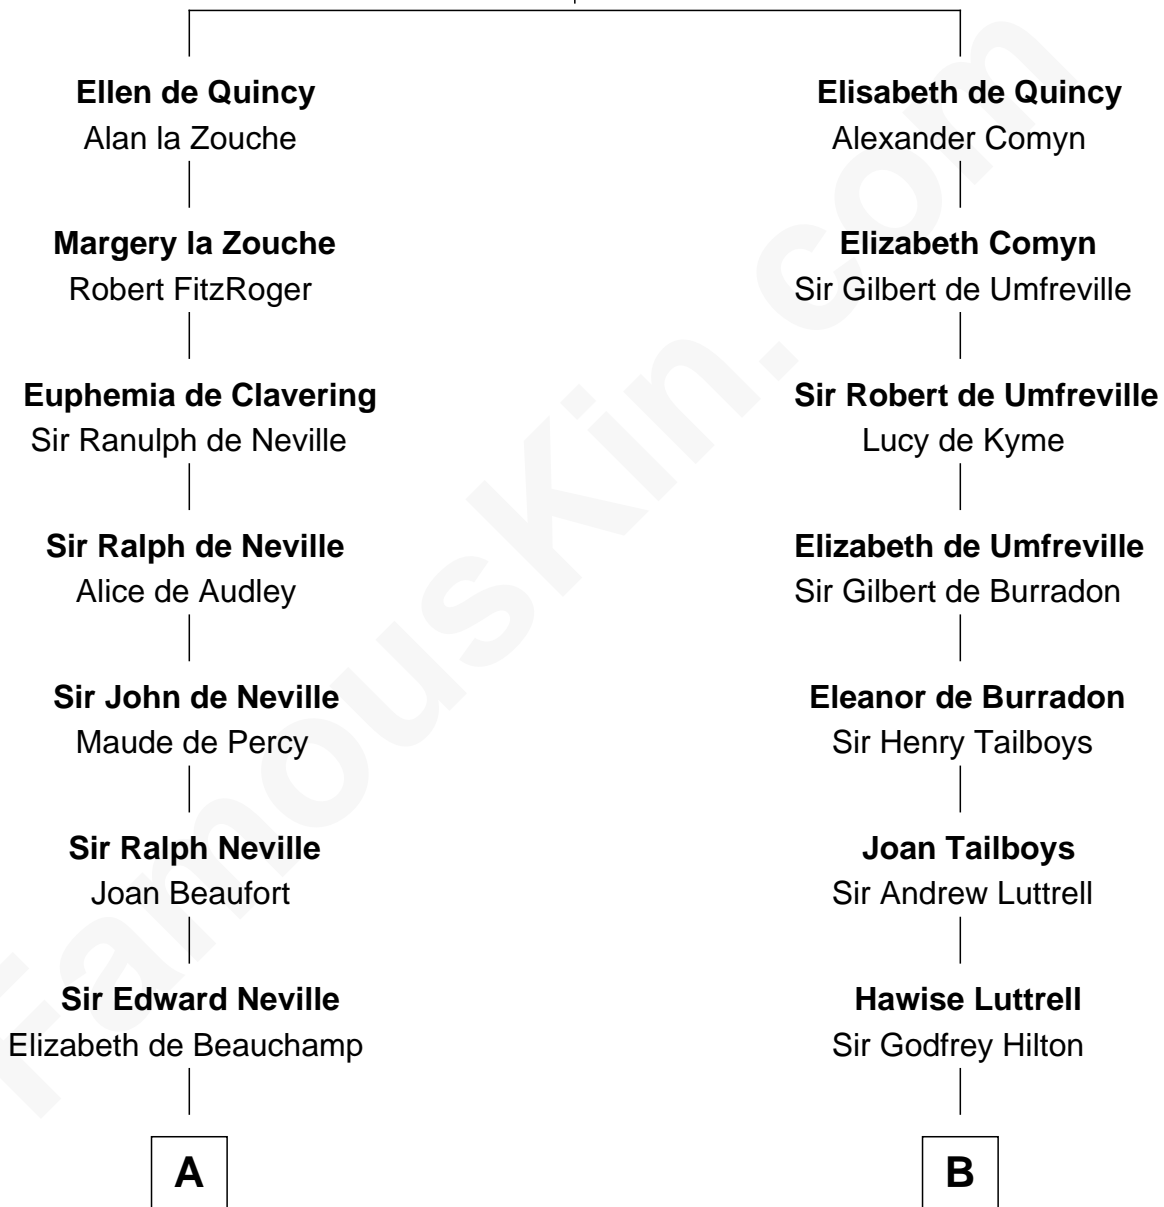 Ellen de Quincy
Alan la Zouche
Margery la Zouche
Robert FitzRoger
Euphemia de Clavering
Sir Ranulph de Neville
Sir Ralph de Neville
Alice de Audley
Sir John de Neville
Maude de Percy
Sir Ralph Neville
Joan Beaufort
Sir Edward Neville
Elizabeth de Beauchamp
A
Elisabeth de Quincy
Alexander Comyn
Elizabeth Comyn
Sir Gilbert de Umfreville
Sir Robert de Umfreville
Lucy de Kyme
Elizabeth de Umfreville
Sir Gilbert de Burradon
Eleanor de Burradon
Sir Henry Tailboys
Joan Tailboys
Sir Andrew Luttrell
Hawise Luttrell
Sir Godfrey Hilton
B
FamousKin.com